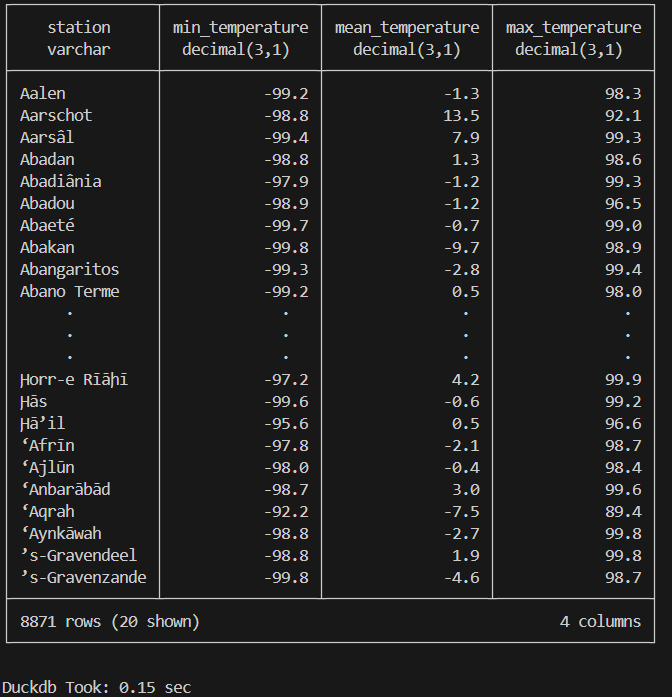 station min_temperature mean_temperature max_temperature
varchar decimal(3,1) decimal(3,1) decimal(3,1)
Aalen -99.2 -1.3 98.3
Aarschot -98.8 13.5 92.1
Aarsâl -99.4 7.9 99.3
Abadan -98.8 1.3 98.6
Abadiânia -97.9 -1.2 99.3
Abadou -98.9 -1.2 96.5
Abaeté -99.7 -0.7 99.0
Abakan -99.8 -9.7 98.9
Abangaritos -99.3 -2.8 99.4
Abano Terme -99.2 0.5 98.0
· · · ·
· · · ·
· · · ·
Ḩorr-e Rīāḩī -97.2 4.2 99.9
Ḩās -99.6 -0.6 99.2
Ḩā’il -95.6 0.5 96.6
‘Afrīn -97.8 -2.1 98.7
‘Ajlūn -98.0 -0.4 98.4
‘Anbarābād -98.7 3.0 99.6
‘Aqrah -92.2 -7.5 89.4
‘Aynkāwah -98.8 -2.7 99.8
’s-Gravendeel -98.8 1.9 99.8
’s-Gravenzande -99.8 -4.6 98.7
8871 rows (20 shown) 4 columns
Duckdb Took: 0.15 sec